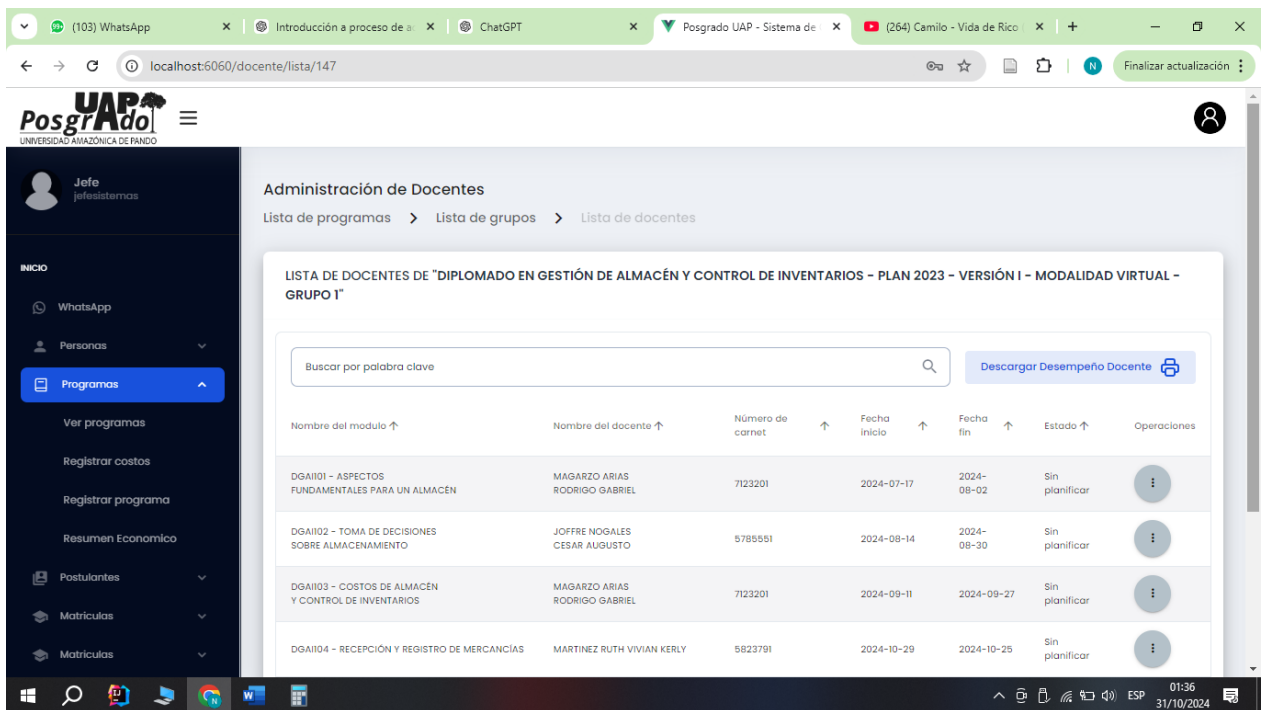 (103) WhatsApp
Introducción a proceso de a
ChatGPT
Posgrado UAP - Sistema de
(264) Camilo - Vida de Rico
localhost:6060/docente/lista/147
N
Finalizar actualización
UAP
PosgrAdo
UNIVERSIDAD AMAZÓNICA DE PANDO
Jefe
jefesistemas
INICIO
WhatsApp
Personas
Programas
Ver programas
Registrar costos
Registrar programa
Resumen Economico
Postulantes
Matriculas
Matriculas
Administración de Docentes
Lista de programas > Lista de grupos > Lista de docentes
LISTA DE DOCENTES DE "DIPLOMADO EN GESTIÓN DE ALMACÉN Y CONTROL DE INVENTARIOS - PLAN 2023 - VERSIÓN I - MODALIDAD VIRTUAL -
GRUPO 1"
Buscar por palabra clave
Descargar Desempeño Docente
Nombre del modulo
Nombre del docente
Número de
carnet
Fecha
inicio
Fecha
fin
Estado
Operaciones
DGAII01 - ASPECTOS
FUNDAMENTALES PARA UN ALMACÉN
MAGARZO ARIAS
RODRIGO GABRIEL
7123201
2024-07-17
2024-
08-02
Sin
planificar
DGAII02 - TOMA DE DECISIONES
SOBRE ALMACENAMIENTO
JOFFRE NOGALES
CESAR AUGUSTO
5785551
2024-08-14
2024-
08-30
Sin
planificar
DGAII03 - COSTOS DE ALMACÉN
Y CONTROL DE INVENTARIOS
MAGARZO ARIAS
RODRIGO GABRIEL
7123201
2024-09-11
2024-09-27
Sin
planificar
DGAII04 - RECEPCIÓN Y REGISTRO DE MERCANCÍAS
MARTINEZ RUTH VIVIAN KERLY
5823791
2024-10-29
2024-10-25
Sin
planificar
ESP
01:36
31/10/2024